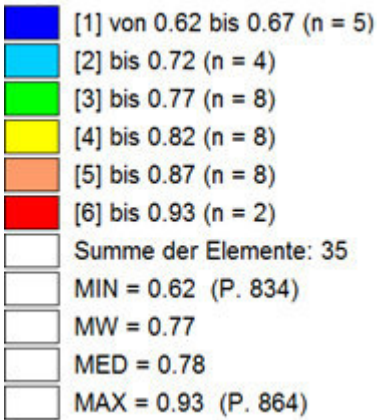 [1] von 0.62 bis 0.67 (n = 5)
[2] bis 0.72 (n = 4)
[3] bis 0.77 (n = 8)
[4] bis 0.82 (n = 8)
[5] bis 0.87 (n = 8)
[6] bis 0.93 (n = 2)
Summe der Elemente: 35
MIN = 0.62 (P. 834)
MW = 0.77
MED = 0.78
MAX = 0.93 (P. 864)